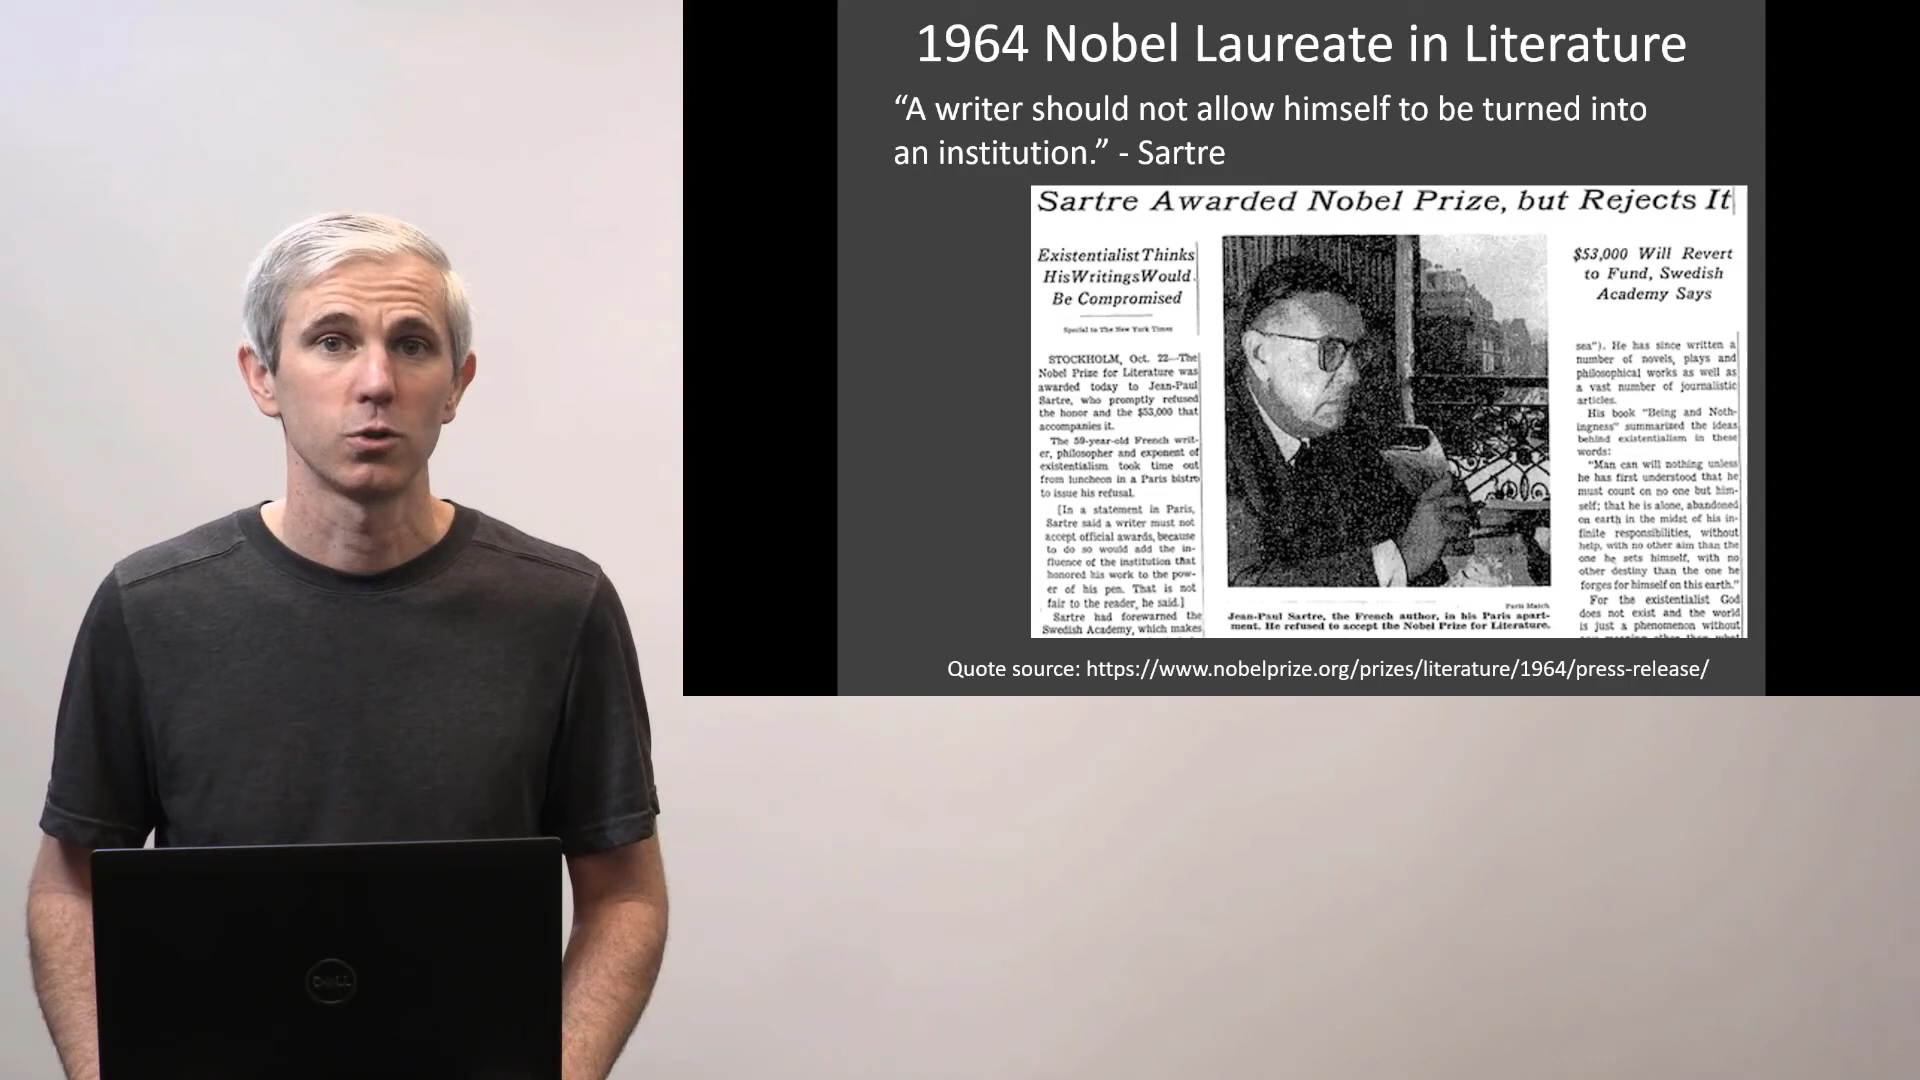 1964 Nobel Laureate in Literature
“A writer should not allow himself to be turned into
an institution.” - Sartre
Sartre Awarded Nobel Prize, but Rejects It
Existentialist Thinks
His Writings Would
Be Compromised
Special to The New York Times
STOCKHOLM, Oct. 22—The
Nobel Prize for Literature was
awarded today to Jean-Paul
Sartre, who promptly refused
the honor and the $53,000 that
accompanies it.
The 59-year-old French writ-
er, philosopher and exponent of
existentialism took time out
from luncheon in a Paris bistro
to issue his refusal.
[In a statement in Paris,
Sartre said a writer must not
accept official awards, because
to do so would add the in-
fluence of the institution that
honored his work to the pow-
er of his pen. That is not
fair to the reader, he said.]
Sartre had forewarned the
Swedish Academy, which makes
Paris Match
Jean-Paul Sartre, the French author, in his Paris apart-
ment. He refused to accept the Nobel Prize for Literature.
$53,000 Will Revert
to Fund, Swedish
Academy Says
sea"). He has since written a
number of novels, plays and
philosophical works as well as
a vast number of journalistic
articles.
His book "Being and Noth-
ingness" summarized the ideas
behind existentialism in these
words:
"Man can will nothing unless
he has first understood that he
must count on no one but him-
self; that he is alone, abandoned
on earth in the midst of his in-
finite responsibilities, without
help, with no other aim than the
one he sets himself, with no
other destiny than the one he
forges for himself on this earth."
For the existentialist God
does not exist and the world
is just a phenomenon without
Quote source: https://www.nobelprize.org/prizes/literature/1964/press-release/
DELL